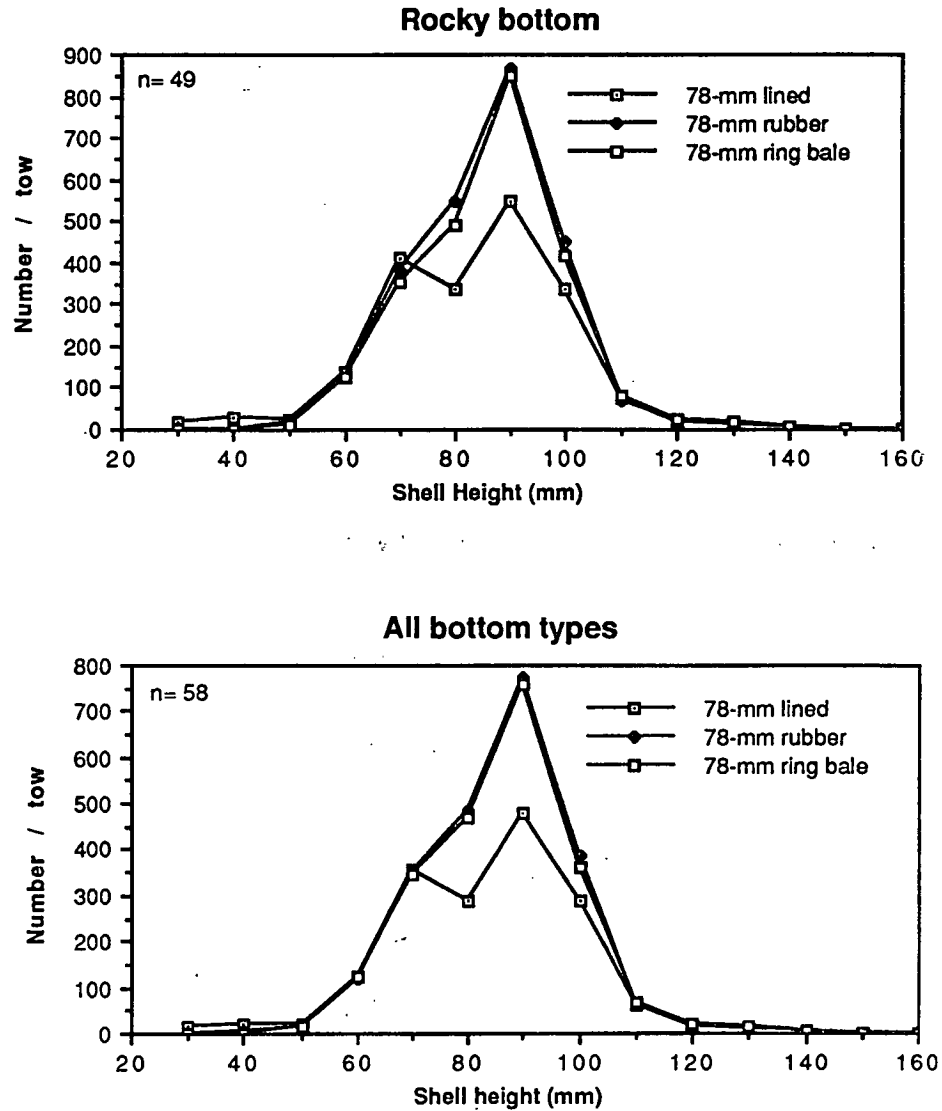 Rocky bottom
n= 49
78-mm lined
78-mm rubber
78-mm ring bale
Number / tow
900
800
700
600
500
400
300
200
100
0
20 40 60 80 100 120 140 160
Shell Height (mm)
All bottom types
n= 58
78-mm lined
78-mm rubber
78-mm ring bale
Number / tow
800
700
600
500
400
300
200
100
0
20 40 60 80 100 120 140 160
Shell height (mm)